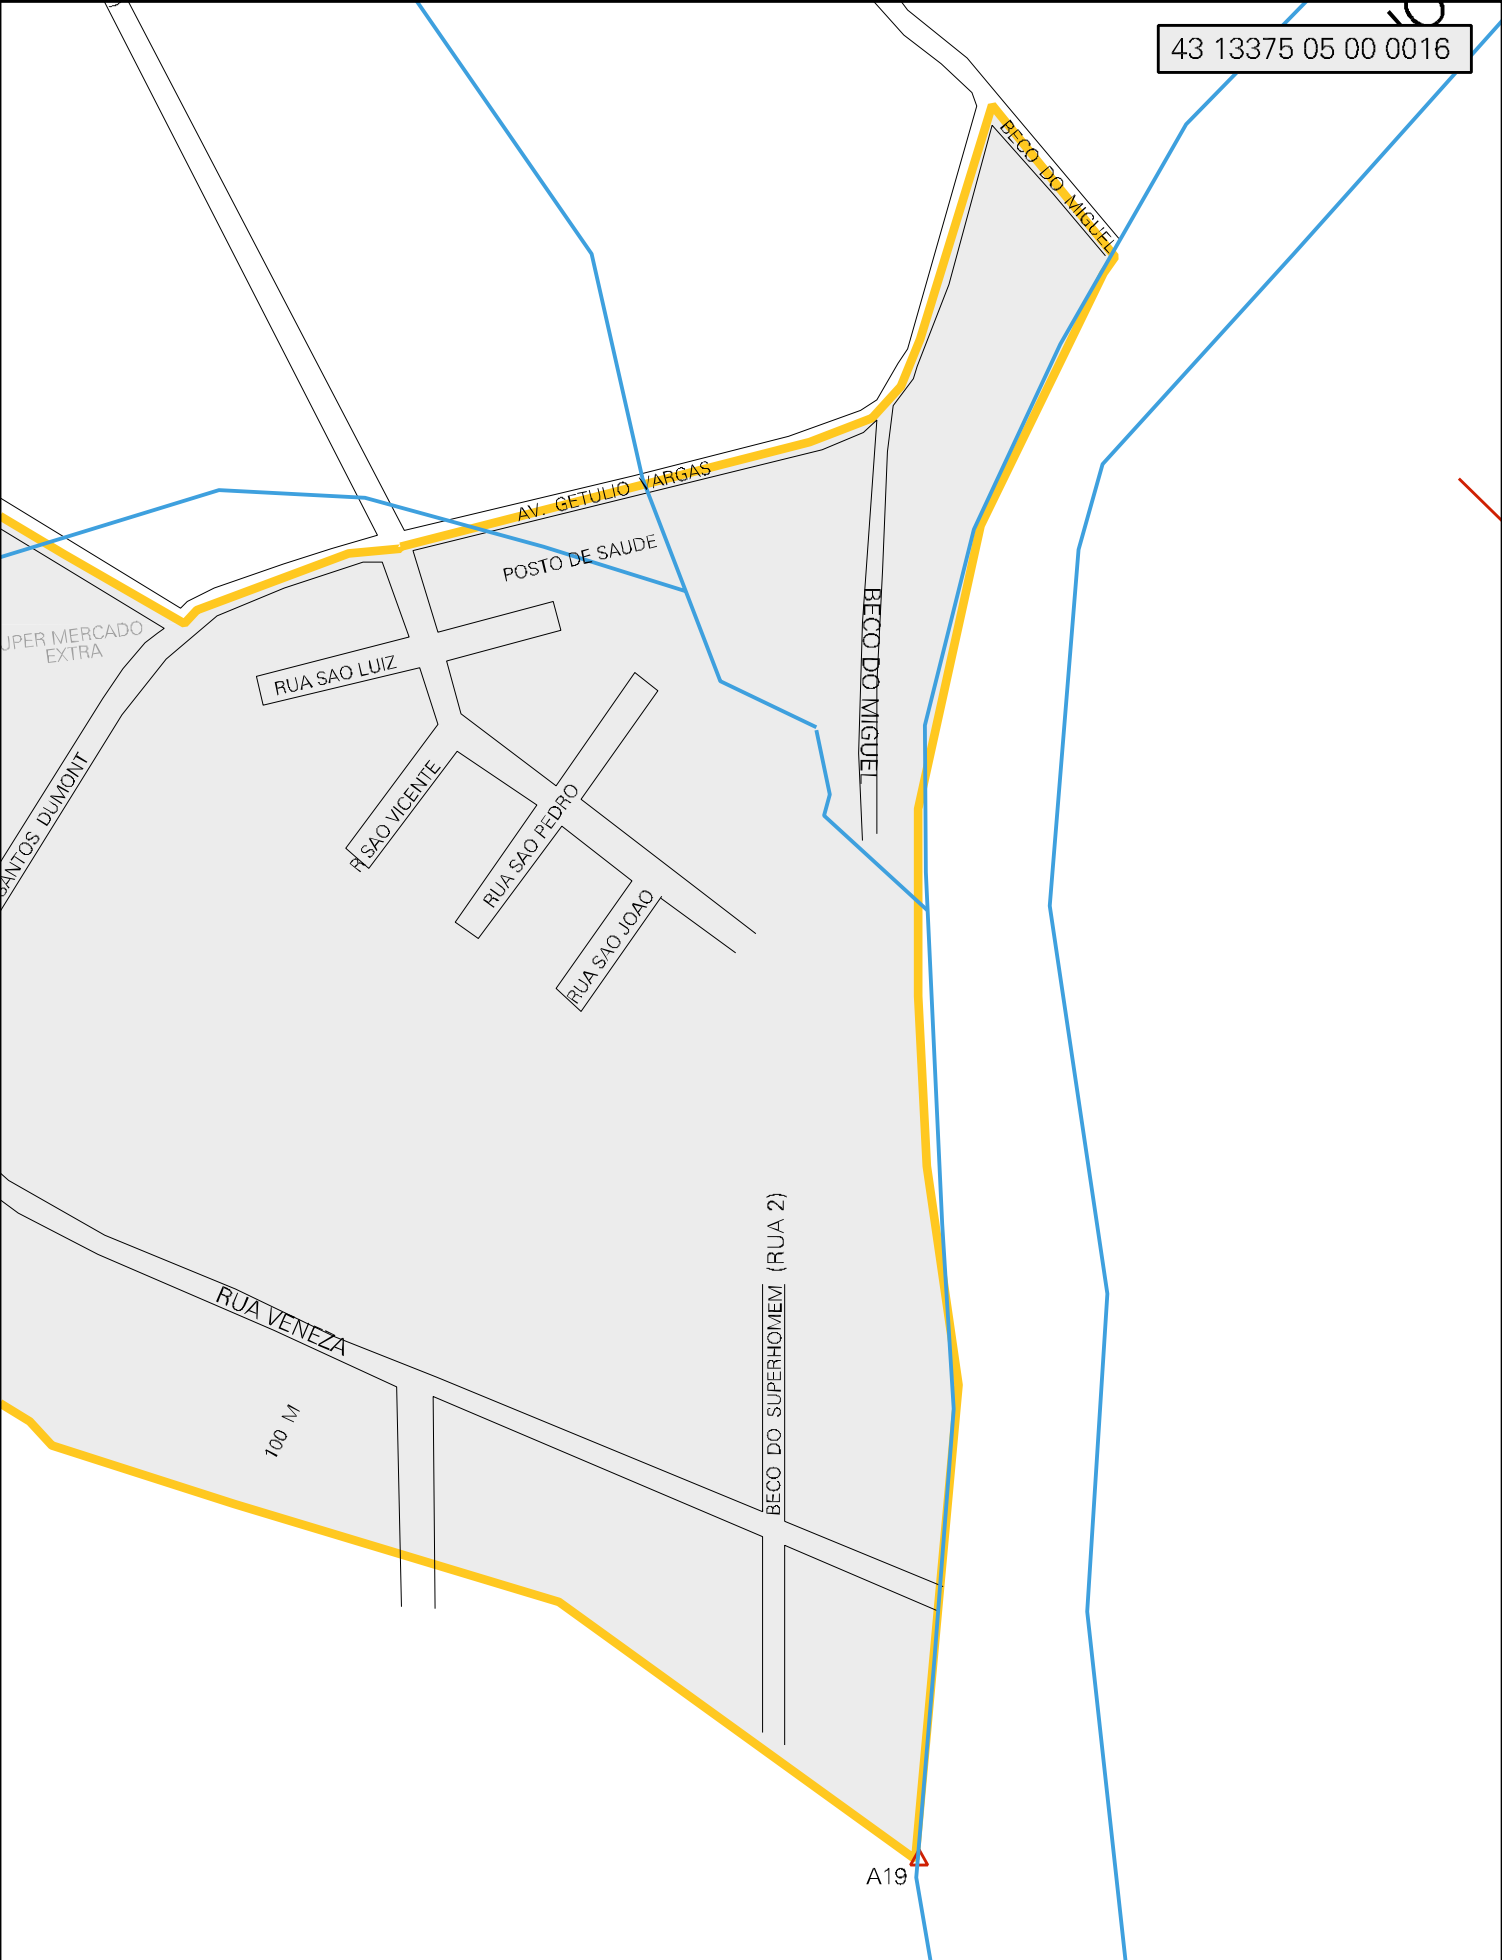 43 13375 05 00 0016
BECO DO MIGUEL
AV. GETULIO VARGAS
POSTO DE SAUDE
UPER MERCADO
EXTRA
RUA SAO LUIZ
BECO DO MIGUEL
SANTOS DUMONT
R SAO VICENTE
RUA SAO PEDRO
RUA SAO JOAO
BECO DO SUPERHOMEM (RUA 2)
RUA VENEZA
100 M
A19